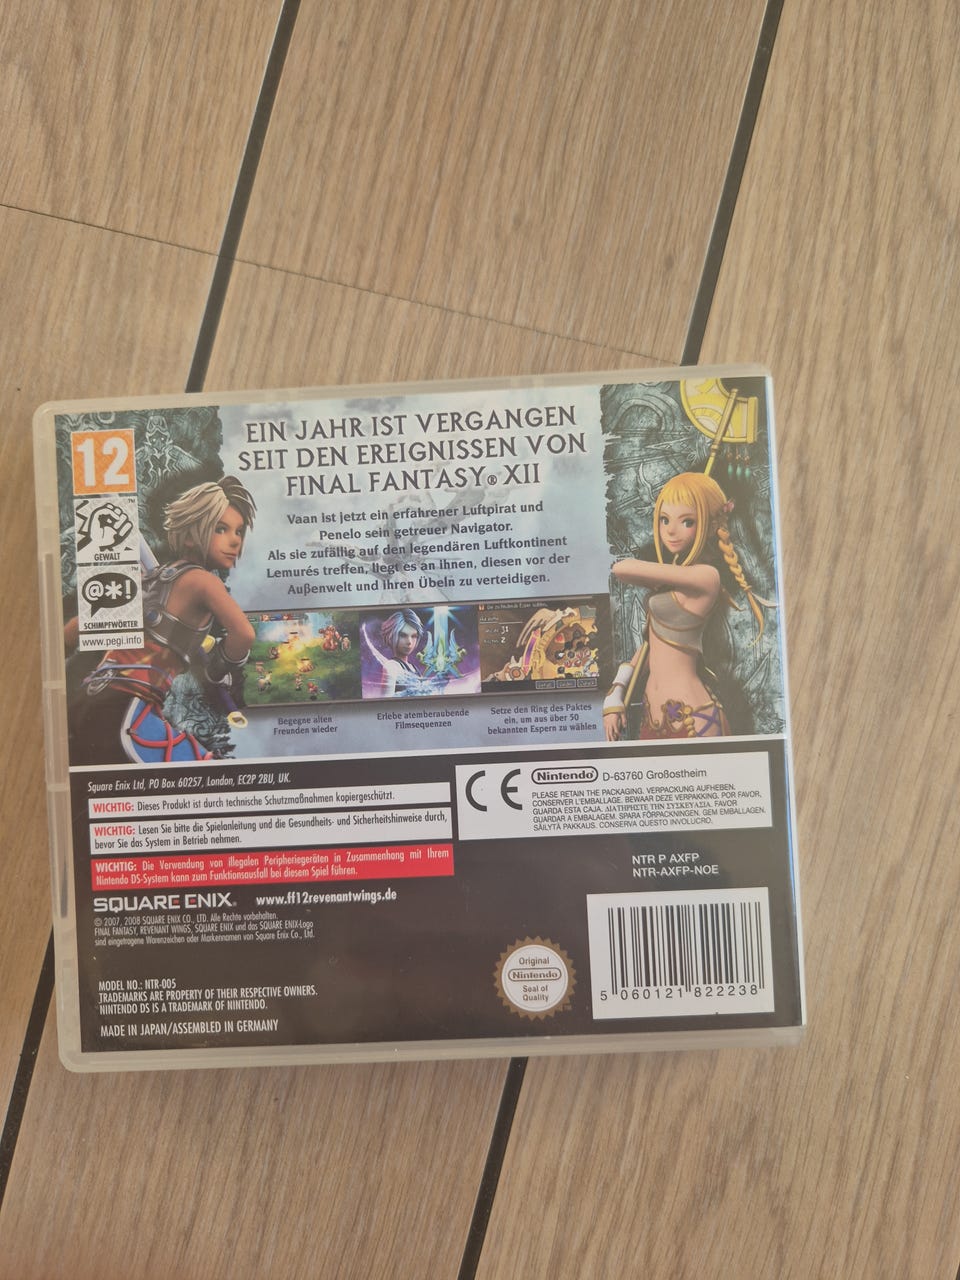 EIN JAHR IST VERGANGEN
SEIT DEN EREIGNISSEN VON
FINAL FANTASY® XII
Vaan ist jetzt ein erfahrener Luftpirat und
Penelo sein getreuer Navigator.
Als sie zufällig auf den legendären Luftkontinent
Lemurés treffen, liegt es an Ihnen, diesen vor der
Außenwelt und ihren Übeln zu verteidigen.
12
™
GEWALT
™
@*!
SCHIMPFWÖRTER
www.pegi.info
Begegne alten
Freunden wieder
Erlebe atemberaubende
Filmsequenzen
Setze den Ring des Paktes
ein, um aus über 50
bekannten Espern zu wählen
Square Enix Ltd, PO Box 60257, London, EC2P 2BU, UK.
WICHTIG: Dieses Produkt ist durch technische Schutzmaßnahmen kopiergeschützt.
WICHTIG: Lesen Sie bitte die Spielanleitung und die Gesundheits- und Sicherheitshinweise durch,
bevor Sie das System in Betrieb nehmen.
WICHTIG: Die Verwendung von illegalen Peripheriegeräten in Zusammenhang mit Ihrem
Nintendo DS-System kann zum Funktionsausfall bei diesem Spiel führen.
SQUARE ENIX® www.ff12revenantwings.de
© 2007, 2008 SQUARE ENIX CO., LTD. Alle Rechte vorbehalten.
FINAL FANTASY, REVENANT WINGS, SQUARE ENIX und das SQUARE ENIX-Logo
sind eingetragene Warenzeichen oder Markennamen von Square Enix Co., Ltd.
MODEL NO.: NTR-005
TRADEMARKS ARE PROPERTY OF THEIR RESPECTIVE OWNERS.
NINTENDO DS IS A TRADEMARK OF NINTENDO.
MADE IN JAPAN/ASSEMBLED IN GERMANY
CE Nintendo® D-63760 Großostheim
PLEASE RETAIN THE PACKAGING. VERPACKUNG AUFHEBEN.
CONSERVER L'EMBALLAGE. BEWAAR DEZE VERPAKKING. POR FAVOR,
GUARDA ESTA CAJA. ΔΙΑΤΗΡΕΙΣΤΕ ΤΗΝ ΣΥΣΚΕΥΑΣΙΑ. FAVOR
GUARDAR A EMBALAGEM. SPARA FÖRPACKNINGEN. GEM EMBALLAGEN.
SÄILYTÄ PAKKAUS. CONSERVA QUESTO INVOLUCRO.
NTR P AXFP
NTR-AXFP-NOE
Original
Nintendo®
Seal of
Quality
5 060121 822238